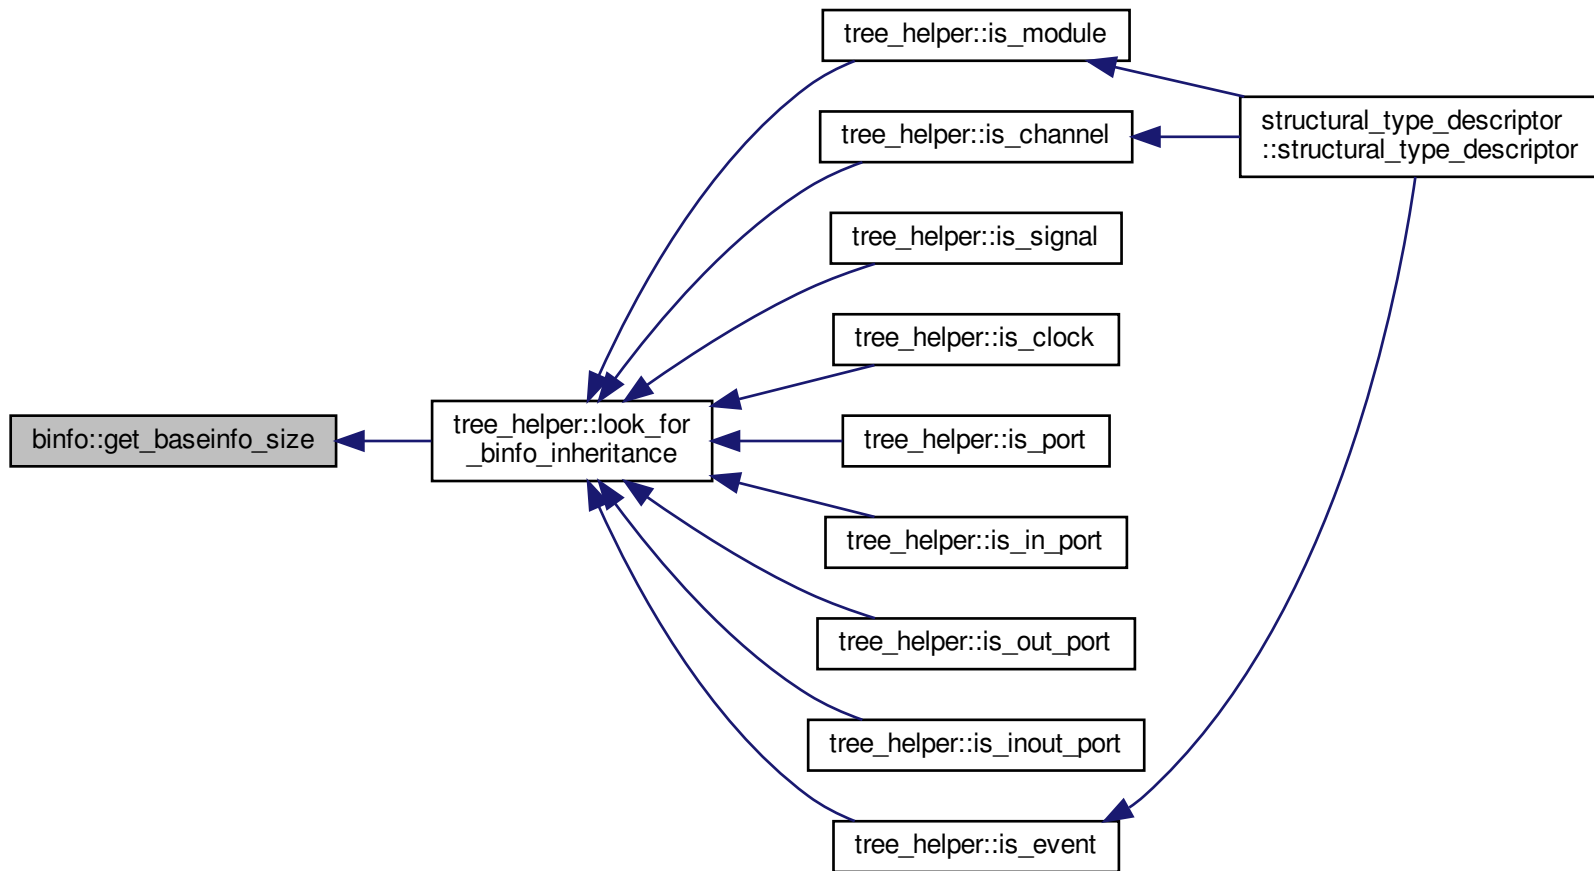 binfo::get_baseinfo_size
tree_helper::look_for
_binfo_inheritance
tree_helper::is_module
tree_helper::is_channel
tree_helper::is_signal
tree_helper::is_clock
tree_helper::is_port
tree_helper::is_in_port
tree_helper::is_out_port
tree_helper::is_inout_port
tree_helper::is_event
structural_type_descriptor
::structural_type_descriptor